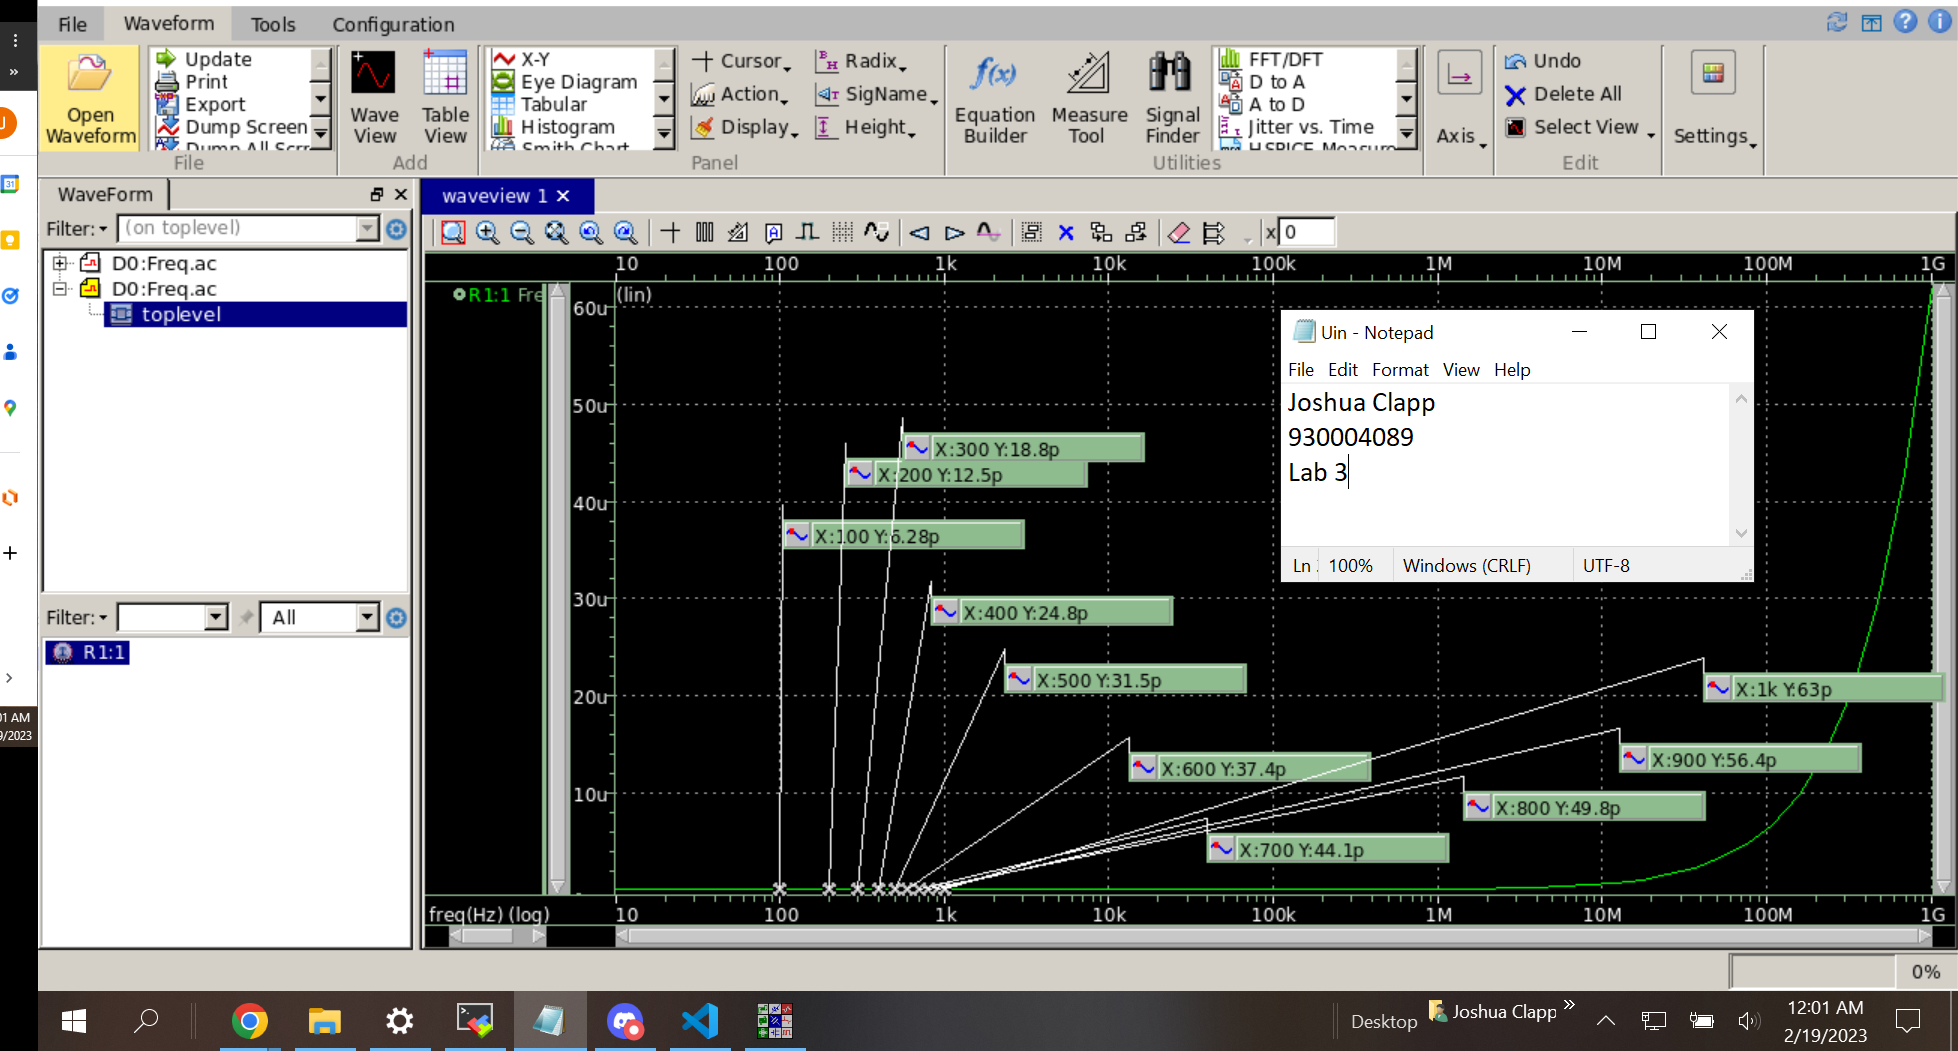 File Waveform Tools Configuration
Open Waveform
Update
Print
Export
Dump Screen
File
Wave View
Table View
Add
X-Y
Eye Diagram
Tabular
Histogram
Smith Chart
Cursor
Action
Display
Radix
SigName
Height
Panel
Equation Builder
Measure Tool
Signal Finder
FFT/DFT
D to A
A to D
Jitter vs. Time
Utilities
Axis
Undo
Delete All
Select View
Edit
Settings
WaveForm
Filter: (on toplevel)
D0:Freq.ac
D0:Freq.ac
toplevel
Filter: All
R1:1
waveview 1
x 0
10 100 1k 10k 100k 1M 10M 100M 1G
R1:1 Fre
(lin)
60u
50u
40u
30u
20u
10u
X:300 Y:18.8p
X:200 Y:12.5p
X:100 Y:6.28p
X:400 Y:24.8p
X:500 Y:31.5p
X:1k Y:63p
X:600 Y:37.4p
X:900 Y:56.4p
X:800 Y:49.8p
X:700 Y:44.1p
freq(Hz) (log) 10 100 1k 10k 100k 1M 10M 100M 1G
Uin - Notepad
File Edit Format View Help
Joshua Clapp
930004089
Lab 3
Ln 100% Windows (CRLF) UTF-8
0%
31
Desktop Joshua Clapp
12:01 AM
2/19/2023